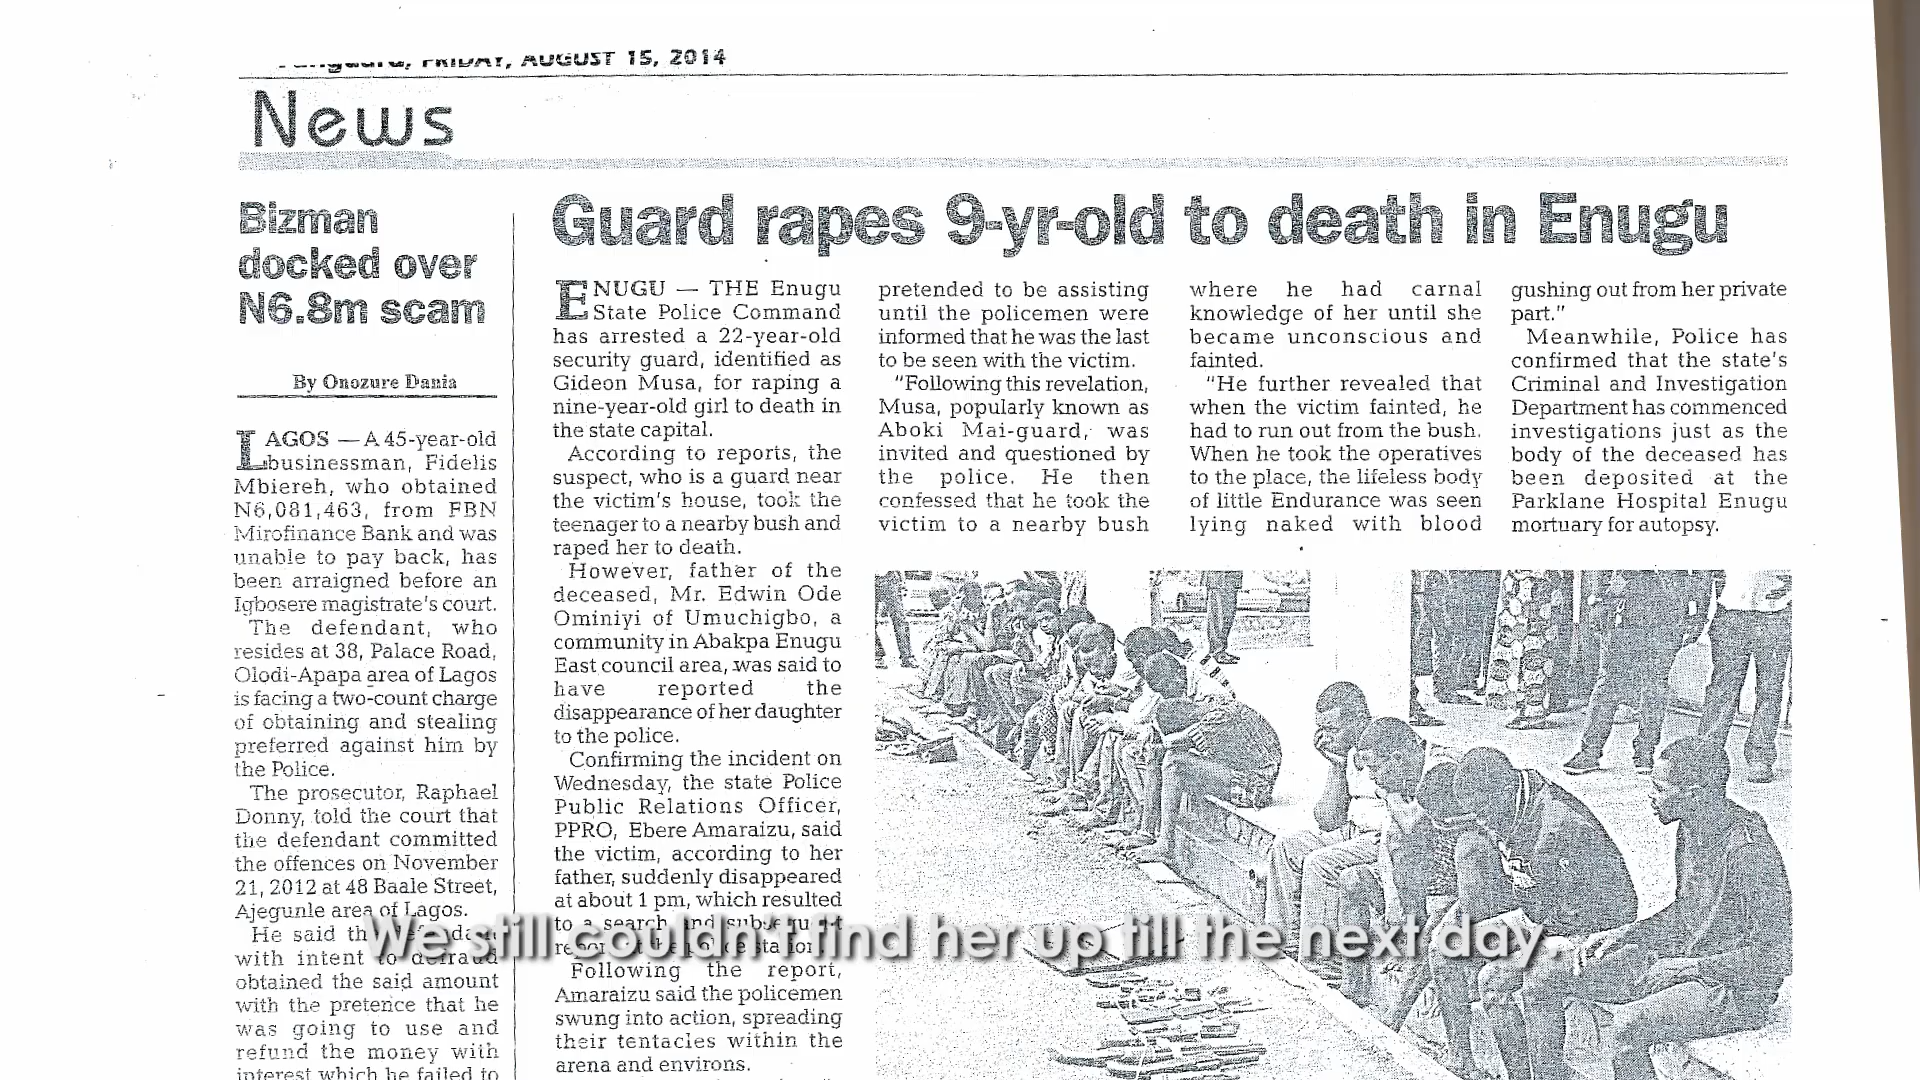 FRIDAY, AUGUST 15, 2014
News
Bizman
docked over
N6.8m scam
By Onozure Dania
LAGOS — A 45-year-old
businessman, Fidelis
Mbiereh, who obtained
N6,081,463, from FBN
Mirofinance Bank and was
unable to pay back, has
been arraigned before an
Igbosere magistrate's court.
The defendant, who
resides at 38, Palace Road,
Olodi-Apapa area of Lagos
is facing a two-count charge
of obtaining and stealing
preferred against him by
the Police.
The prosecutor, Raphael
Donny, told the court that
the defendant committed
the offences on November
21, 2012 at 48 Baale Street,
Ajegunle area of Lagos.
He said the defendant
with intent to defraud
obtained the said amount
with the pretence that he
was going to use and
refund the money with
interest which he failed to
Guard rapes 9-yr-old to death in Enugu
ENUGU — THE Enugu
State Police Command
has arrested a 22-year-old
security guard, identified as
Gideon Musa, for raping a
nine-year-old girl to death in
the state capital.
According to reports, the
suspect, who is a guard near
the victim's house, took the
teenager to a nearby bush and
raped her to death.
However, father of the
deceased, Mr. Edwin Ode
Ominiyi of Umuchigbo, a
community in Abakpa Enugu
East council area, was said to
have reported the
disappearance of her daughter
to the police.
Confirming the incident on
Wednesday, the state Police
Public Relations Officer,
PPRO, Ebere Amaraizu, said
the victim, according to her
father, suddenly disappeared
at about 1 pm, which resulted
to a search and subsequent
report at the police station.
Following the report,
Amaraizu said the policemen
swung into action, spreading
their tentacles within the
arena and environs.
pretended to be assisting
until the policemen were
informed that he was the last
to be seen with the victim.
"Following this revelation,
Musa, popularly known as
Aboki Mai-guard, was
invited and questioned by
the police. He then
confessed that he took the
victim to a nearby bush
where he had carnal
knowledge of her until she
became unconscious and
fainted.
"He further revealed that
when the victim fainted, he
had to run out from the bush.
When he took the operatives
to the place, the lifeless body
of little Endurance was seen
lying naked with blood
gushing out from her private
part."
Meanwhile, Police has
confirmed that the state's
Criminal and Investigation
Department has commenced
investigations just as the
body of the deceased has
been deposited at the
Parklane Hospital Enugu
mortuary for autopsy.
We still couldn't find her up till the next day.